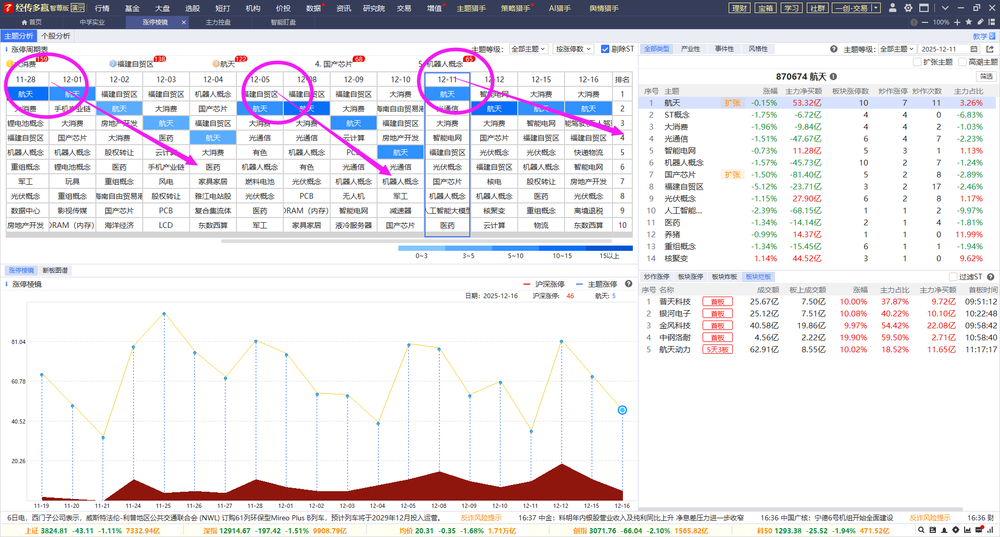 经传多赢 智尊版 演示 行情 基金 大盘 选股 短打 机构 价投 数据 资讯 研究院 交易 增值 主题猎手 策略猎手 AI猎手 舆情猎手 理财 宝箱 学习 社群 一创-交易
首页 中孚实业 涨停棱镜 主力控盘 智能盯盘 100%
主题分析 个股分析 教学
涨停周期表 主题等级： 全部主题 按涨停数 剔除ST
大消费 159 2 福建自贸区 138 3 航天 122 4. 国产芯片 68 机器人概念 65
11-28 12-01 12-02 12-03 12-04 12-05 12-08 12-09 12-10 12-11 12-12 12-15 12-16 排名
航天 航天 福建自贸区 福建自贸区 机器人概念 福建自贸区 福建自贸区 福建自贸区 大消费 航天 智能电网 大消费 大消费 1
大消费 手机产业链 航天 大消费 国产芯片 航天 航天 大消费 海南自由贸易港 光通信 航天 航天 航天 2
锂电池概念 大消费 房地产开发 航天 福建自贸区 大消费 大消费 航天 福建自贸区 大消费 大消费 智能电网 3
福建自贸区 国产芯片 大消费 医药 航天 光通信 光通信 云计算 房地产开发 智能电网 国产芯片 福建自贸区 福建自贸区 4
机器人概念 机器人概念 股权转让 云计算 大消费 有色 机器人概念 PCB 航天 福建自贸区 光伏概念 光伏概念 快递物流 5
重组概念 锂电池概念 医药 手机产业链 医药 机器人概念 有色 光通信 光通信 光伏概念 福建自贸区 机器人概念 智能电网 6
军工 玩具 重组概念 风电 家具家居 燃料电池 光伏概念 机器人概念 机器人概念 国产芯片 核电 股权转让 房地产开发 7
光伏概念 重组概念 海南自由贸易港 股权转让 雅江电站股 光伏概念 PCB 无人机 军工 机器人概念 机器人概念 医药 光伏概念 8
数据中心 影视传媒 国产芯片 PCB 复合集流体 医药 DRAM（内存） 智能电网 减速器 人工智能大模型 核聚变 重组概念 离境退税 9
房地产开发 DRAM（内存） 海洋经济 LCD 东数西算 军工 家具家居 液冷服务器 国产芯片 医药 云计算 物流 东数西算 10
0~3 3~5 5~10 10~15 15以上
涨停棱镜 断板图谱
涨停棱镜 沪深涨停 主题涨停
日期： 2025-12-16 沪深涨停： 46 航天： 5
81.04
60.78
40.52
20.26
11-19 11-20 11-21 11-24 11-25 11-26 11-27 11-28 12-01 12-02 12-03 12-04 12-05 12-08 12-09 12-10 12-11 12-12 12-15 12-16
全部类型 产业性 事件性 风格性 主题等级： 全部主题 2025-12-11
扩张主题 高潮主题
870674 航天 筛选
序号 主题 涨幅 主力净买额 板块涨停数 炒作涨停 炒作次数 主力占比
1 航天 扩张 -0.15% 53.32亿 10 7 11 3.26%
2 ST概念 -1.75% -6.72亿 4 4 0 -6.83%
3 大消费 -1.96% -9.84亿 4 4 2 -1.03%
4 光通信 -1.51% -47.67亿 6 4 7 -2.23%
5 智能电网 -0.73% 11.28亿 5 3 1 1.13%
6 机器人概念 -1.57% -45.73亿 10 2 7 -1.24%
7 国产芯片 扩张 -1.50% -81.40亿 5 2 8 -2.89%
8 福建自贸区 -5.12% -23.71亿 3 2 17 -2.46%
9 光伏概念 -1.15% 27.90亿 6 2 8 1.17%
10 人工智能... -2.39% -68.15亿 1 1 2 -9.97%
11 医药 -1.34% -14.14亿 2 1 4 -1.81%
12 养猪 -0.99% 14.37亿 1 1 0 11.99%
13 重组概念 -1.34% -15.45亿 6 1 1 -1.94%
14 核聚变 1.14% 44.52亿 3 1 0 9.62%
炒作涨停 板块涨停 板块炸板 板块烂板 过滤ST
序号 名称 成交额 板上成交额 涨幅 主力占比 主力净买额 首板时间
1 普天科技 首板 25.67亿 7.50亿 10.00% 37.87% 9.72亿 09:51:12
2 银河电子 首板 25.12亿 7.51亿 10.08% 40.22% 10.10亿 10:22:48
3 金风科技 首板 40.58亿 19.86亿 9.97% 54.42% 22.08亿 09:58:42
4 中钢洛耐 首板 4.56亿 2.22亿 19.90% 59.50% 2.71亿 10:58:40
5 航天动力 5天3板 62.91亿 8.55亿 10.02% 18.52% 11.65亿 11:17:17
6日电，西门子公司表示，威斯特法伦-利普地区公共交通联合会 (NWL) 订购61列环保型Mireo Plus B列车，预计列车将于2029年12月投入运营。 反诈风险提示 16:37 中金：料明年内银股营业收入及纯利同比上升 净息差压力进一步收窄 16:36 中国广核：宁德6号机组开始全面建设 反诈风险提示 16:36 财
上证 3824.81 -43.11 -1.11% 7332.94亿 深指 12914.67 -197.42 -1.51% 9908.79亿 均价 20.31 -0.35 -1.68% 1.71万亿 创指 3071.76 -66.04 -2.10% 1565.82亿 科50 1293.38 -25.52 -1.94% 471.52亿